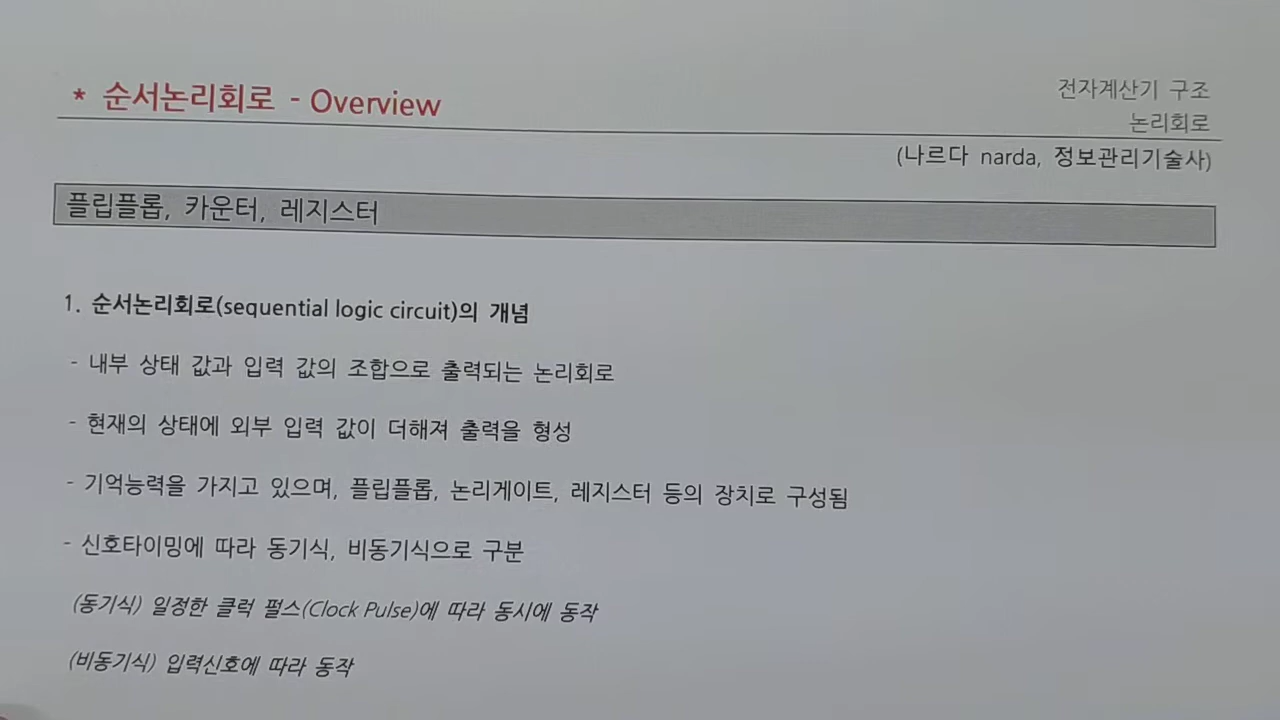 * 순서논리회로 - Overview
전자계산기 구조
논리회로
(나르다 narda, 정보관리기술사)
플립플롭, 카운터, 레지스터
1. 순서논리회로(sequential logic circuit)의 개념
- 내부 상태 값과 입력 값의 조합으로 출력되는 논리회로
- 현재의 상태에 외부 입력 값이 더해져 출력을 형성
- 기억능력을 가지고 있으며, 플립플롭, 논리게이트, 레지스터 등의 장치로 구성됨
- 신호타이밍에 따라 동기식, 비동기식으로 구분
(동기식) 일정한 클럭 펄스(Clock Pulse)에 따라 동시에 동작
(비동기식) 입력신호에 따라 동작